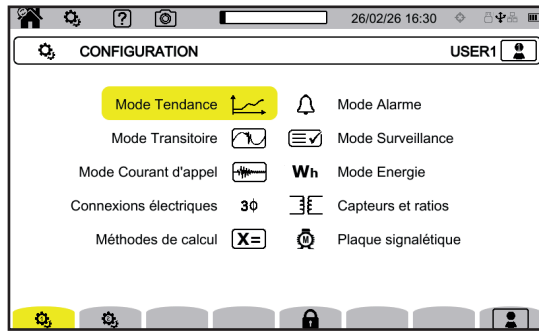 26/02/26 16:30
CONFIGURATION USER1
Mode Tendance Mode Alarme
Mode Transitoire Mode Surveillance
Mode Courant d'appel Wh Mode Energie
Connexions électriques 3Φ Capteurs et ratios
Méthodes de calcul X= M Plaque signalétique